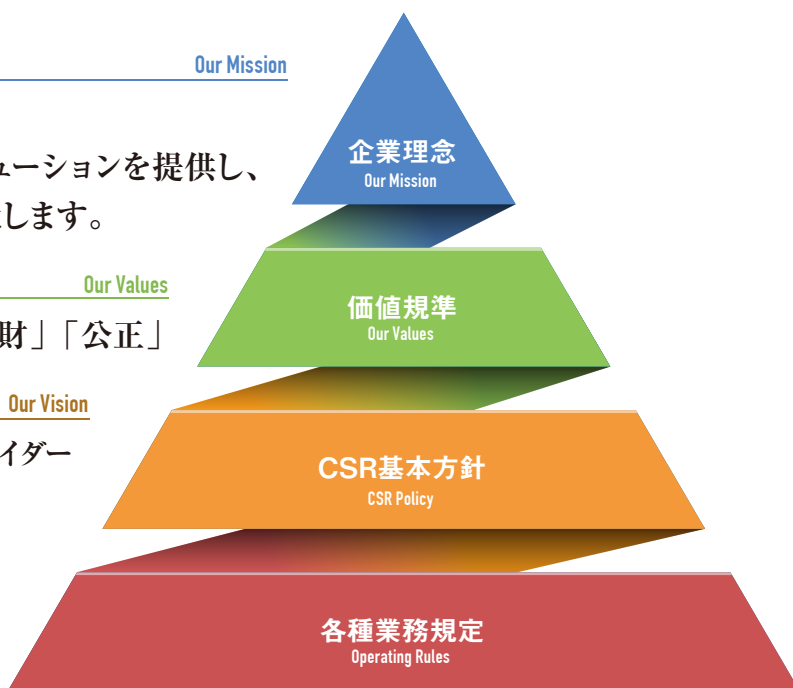 Our Mission
ューションを提供し、
します。
Our Values
財」「公正」
Our Vision
イダー
企業理念
Our Mission
価値規準
Our Values
CSR基本方針
CSR Policy
各種業務規定
Operating Rules